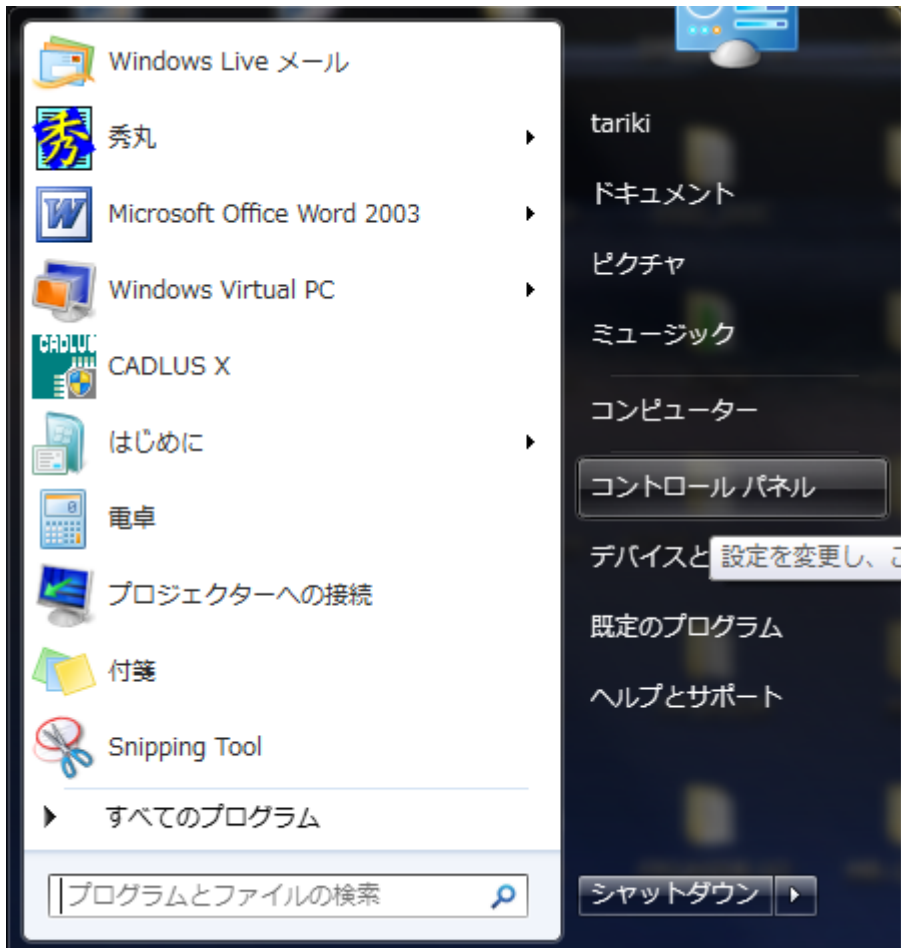 Windows Live メール
秀丸
Microsoft Office Word 2003
Windows Virtual PC
CADLUS X
はじめに
電卓
プロジェクターへの接続
付箋
Snipping Tool
すべてのプログラム
プログラムとファイルの検索
tariki
ドキュメント
ピクチャ
ミュージック
コンピューター
コントロール パネル
デバイスと
設定を変更し、こ
既定のプログラム
ヘルプとサポート
シャットダウン
秀
W
CADLUS